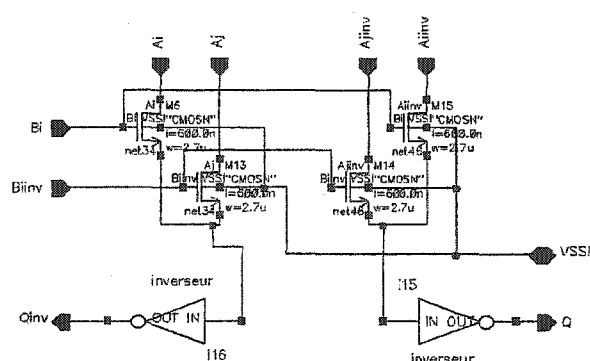 Ai Aj Ajinv Aiinv
Ai M6 Aiinv M15
Bi Bi VSSI "CMOSN" Bi VSSI "CMOSN"
l=600.0n l=600.0n
net34 w=2.7u net46 w=2.7u
Aj M13 Ajinv M14
Biinv Biinv VSSI "CMOSN" Biinv VSSI "CMOSN"
l=600.0n l=600.0n
net34 w=2.7u net46 w=2.7u
VSSI
inverseur I15
Qinv OUT IN IN OUT Q
I16 inverseur